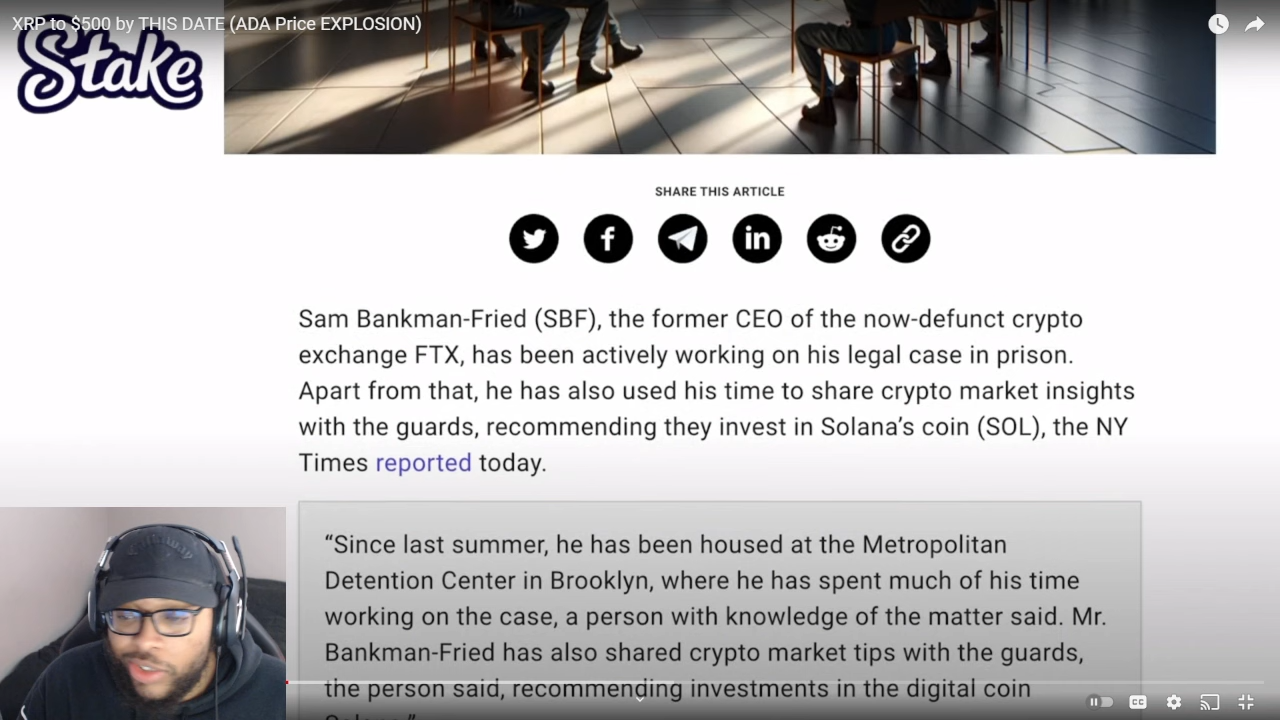 XRP to $500 by THIS DATE (ADA Price EXPLOSION)
Stake
SHARE THIS ARTICLE
Sam Bankman-Fried (SBF), the former CEO of the now-defunct crypto
exchange FTX, has been actively working on his legal case in prison.
Apart from that, he has also used his time to share crypto market insights
with the guards, recommending they invest in Solana’s coin (SOL), the NY
Times reported today.
“Since last summer, he has been housed at the Metropolitan
Detention Center in Brooklyn, where he has spent much of his time
working on the case, a person with knowledge of the matter said. Mr.
Bankman-Fried has also shared crypto market tips with the guards,
the person said, recommending investments in the digital coin
Solana.”
CC